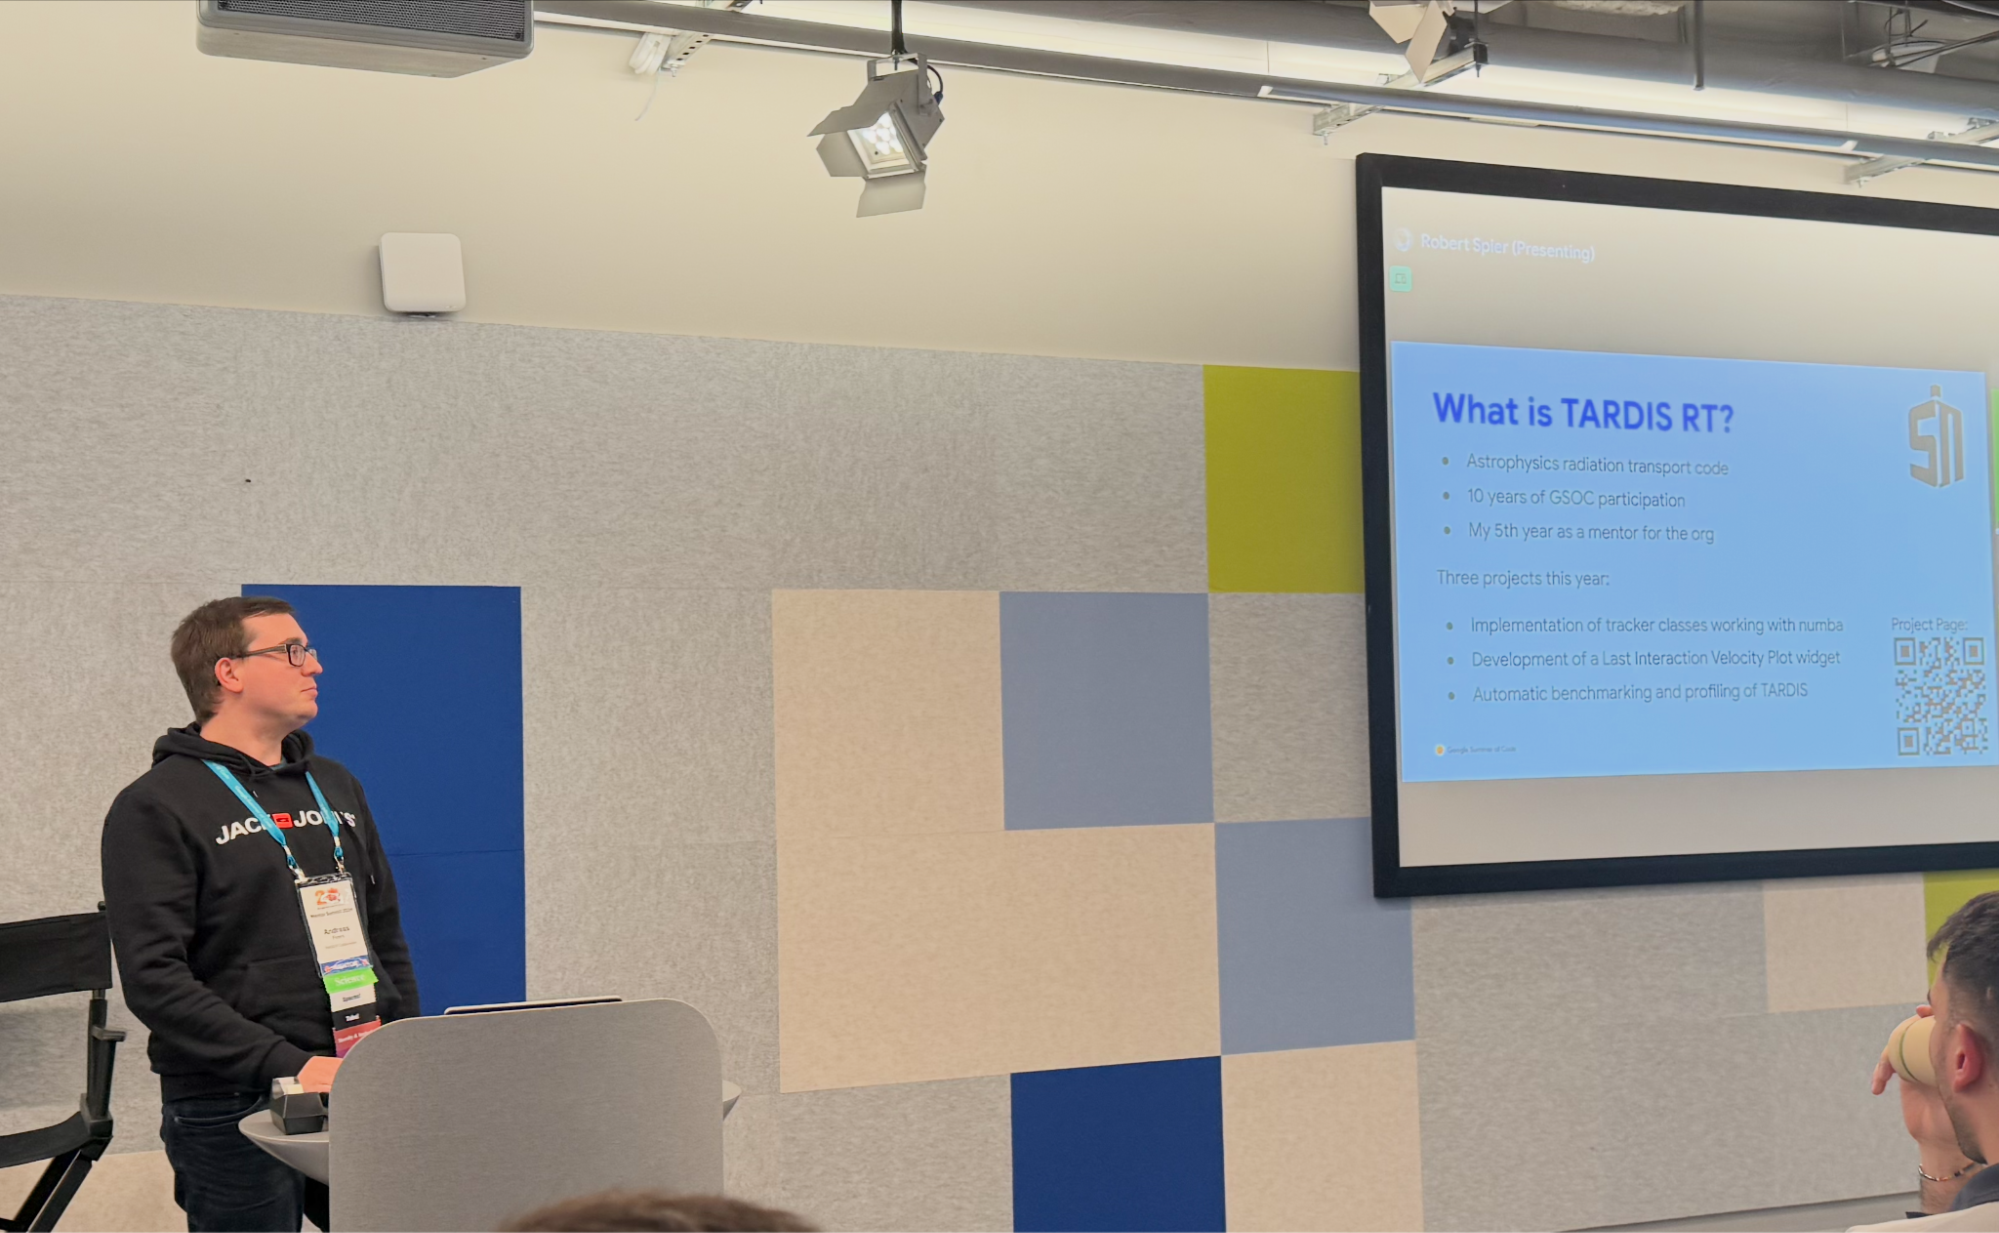 Robert Spier (Presenting)
What is TARDIS RT?
Astrophysics radiation transport code
10 years of GSOC participation
My 5th year as a mentor for the org
Three projects this year:
Implementation of tracker classes working with numba
Project Page:
Development of a Last Interaction Velocity Plot widget
Automatic benchmarking and profiling of TARDIS
Google Summer of Code
JACK JONES
Mentor Summit
Andreas
Science